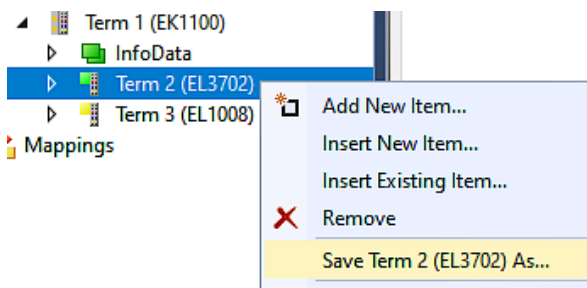 Term 1 (EK1100)
InfoData
Term 2 (EL3702)
Term 3 (EL1008)
Mappings
Add New Item...
Insert New Item...
Insert Existing Item...
Remove
Save Term 2 (EL3702) As...